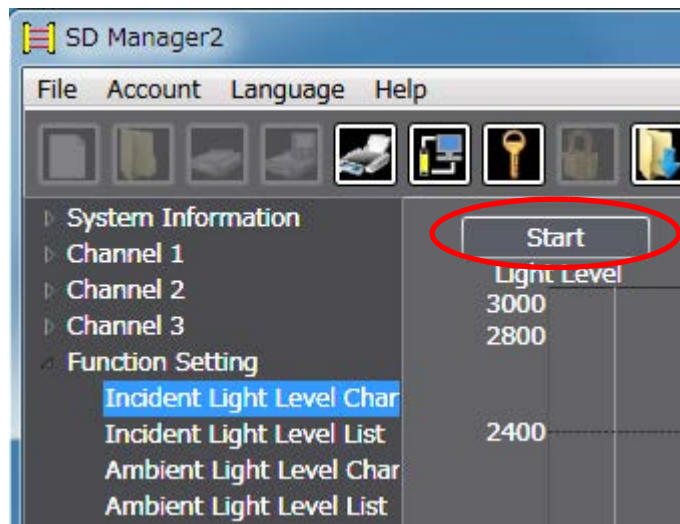 SD Manager2
File Account Language Help
System Information
Channel 1
Channel 2
Channel 3
Function Setting
Incident Light Level Char
Incident Light Level List
Ambient Light Level Char
Ambient Light Level List
Start
Light Level
3000
2800
2400